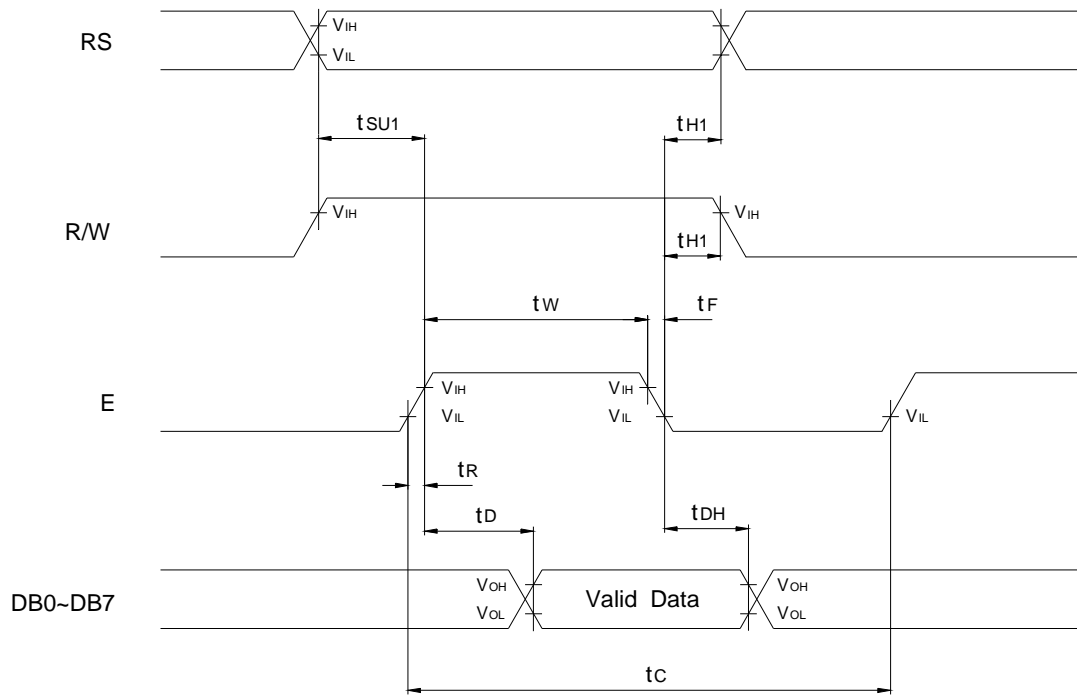 RS
VIH
VIL
tSU1
tH1
R/W
VIH
VIH
tH1
tW
tF
E
VIH
VIH
VIL
VIL
VIL
tR
tD
tDH
DB0~DB7
VOH
Valid Data
VOH
VOL
VOL
tC